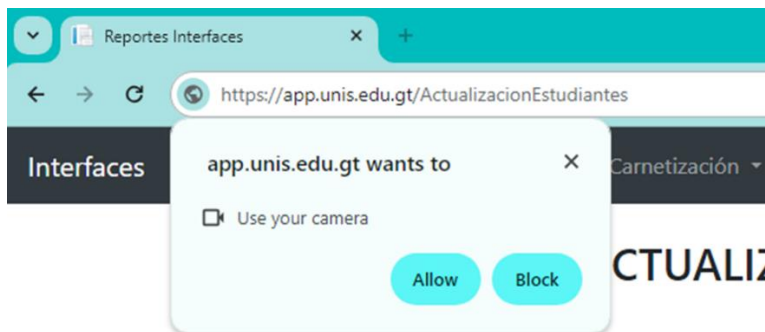 Reportes Interfaces
https://app.unis.edu.gt/ActualizacionEstudiantes
Interfaces
Carnetización
app.unis.edu.gt wants to
Use your camera
Allow
Block
CTUALIZ